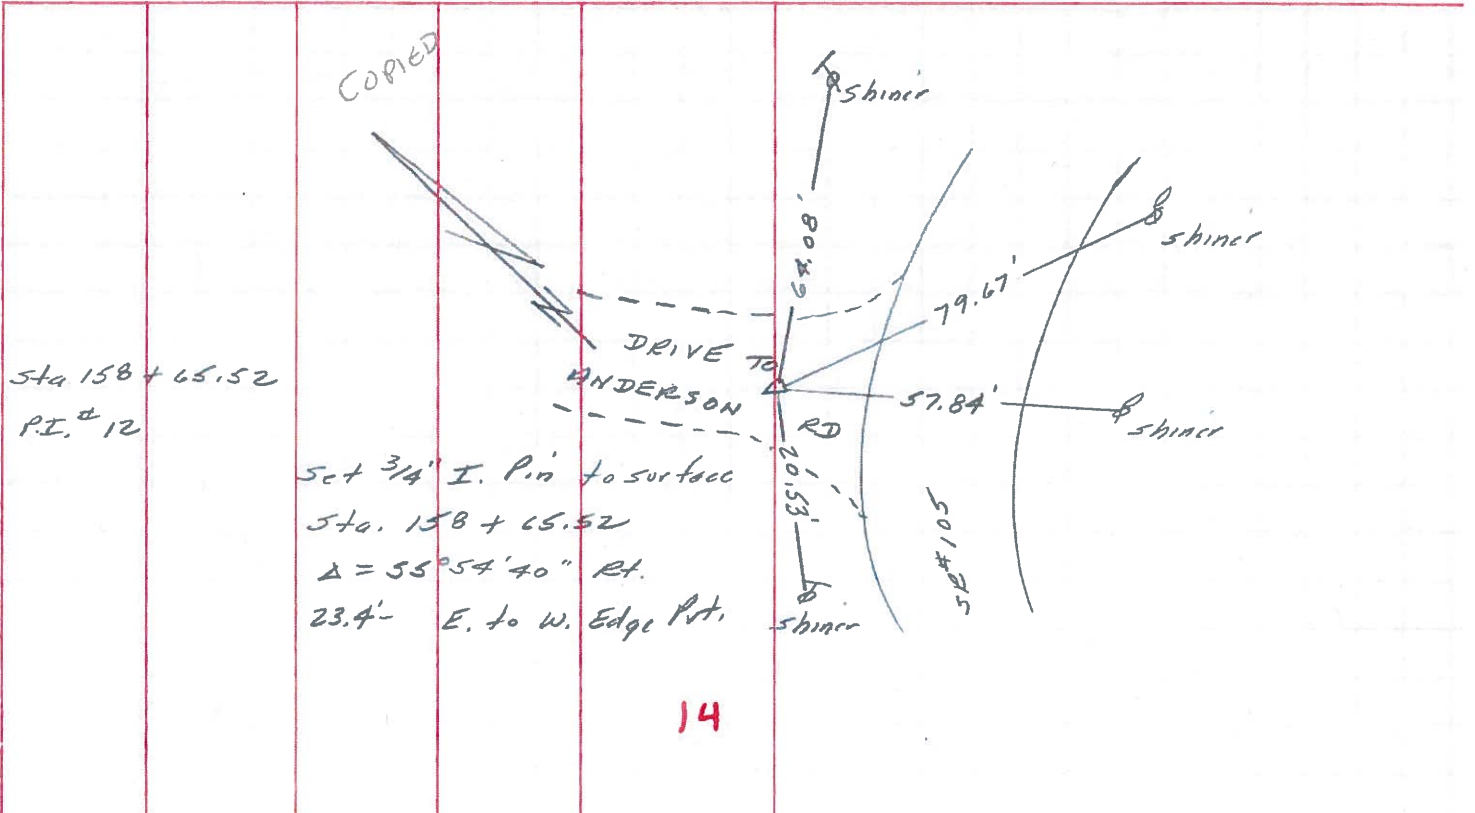 COPIED
shiner
64.08'
shiner
79.67'
DRIVE TO
ANDERSON RD
57.84'
shiner
20.53'
shiner
SR#105
Sta 158 + 65.52
P.I. # 12
Set 3/4" I. Pin to surface
Sta. 158 + 65.52
Δ = 55°54'40" Rt.
23.4'- E. to W. Edge Pvt.
14